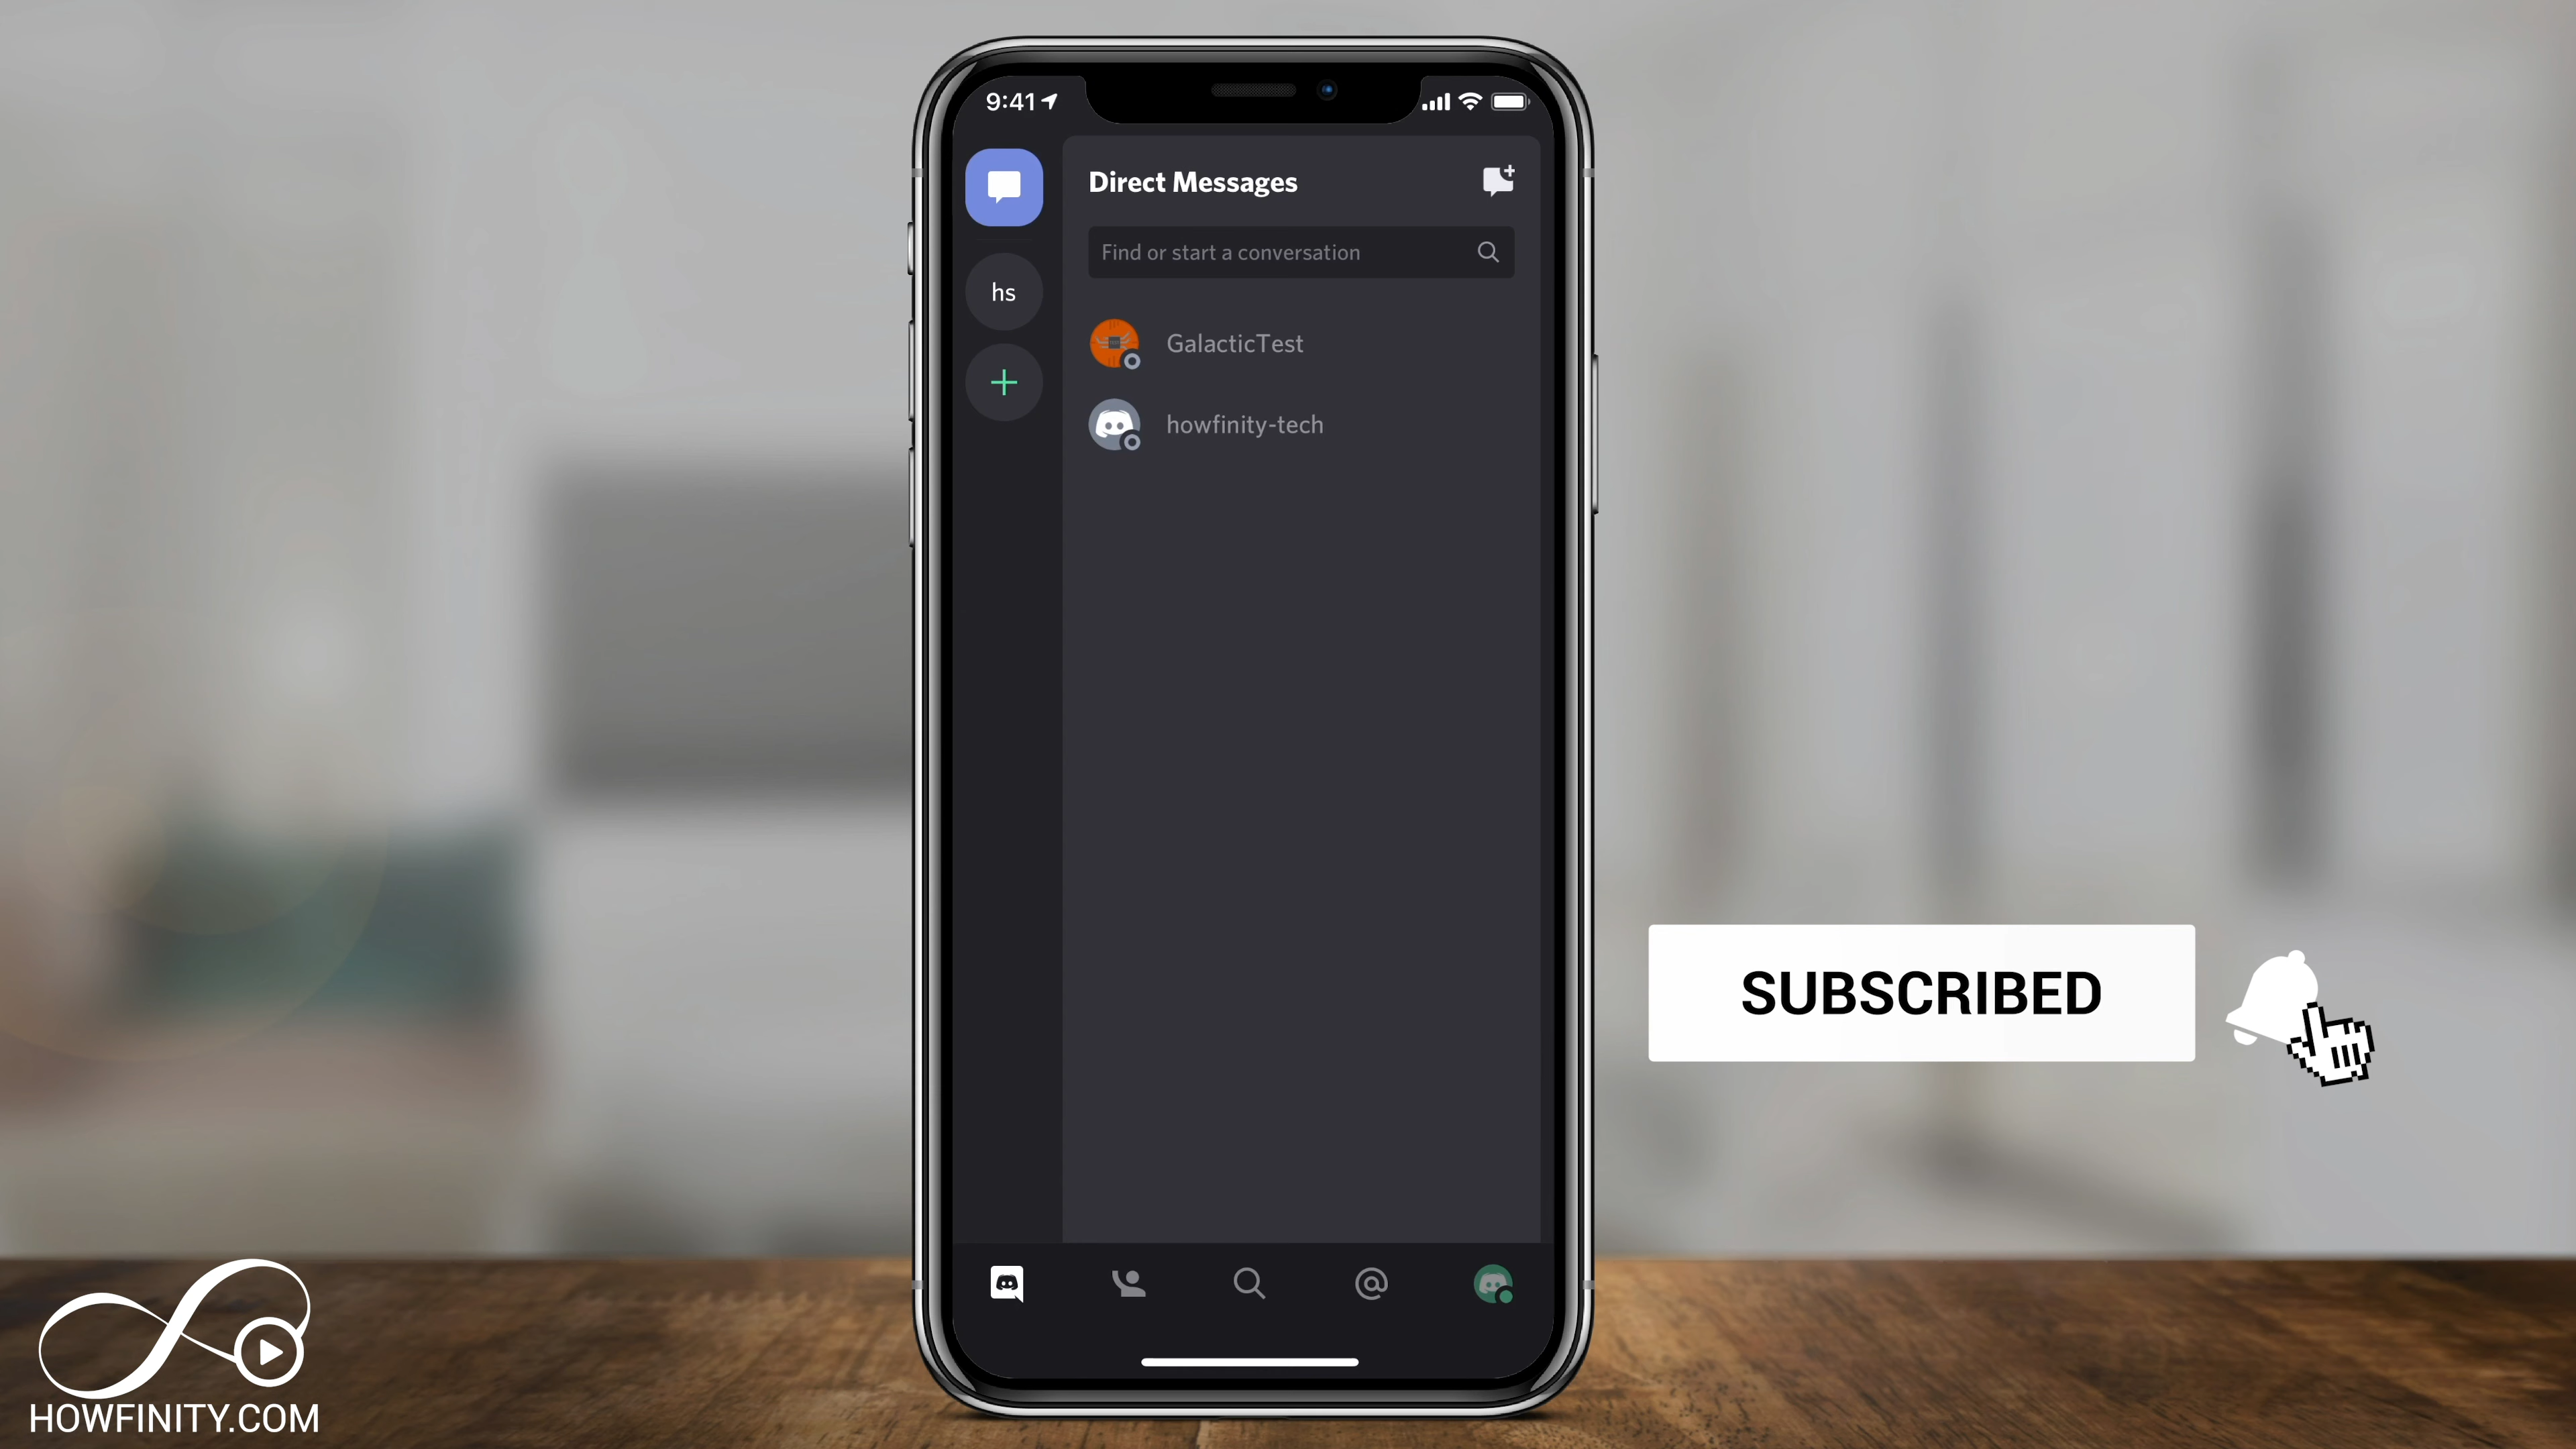 9:41
Direct Messages
Find or start a conversation
hs
GalacticTest
howfinity-tech
SUBSCRIBED
HOWFINITY.COM